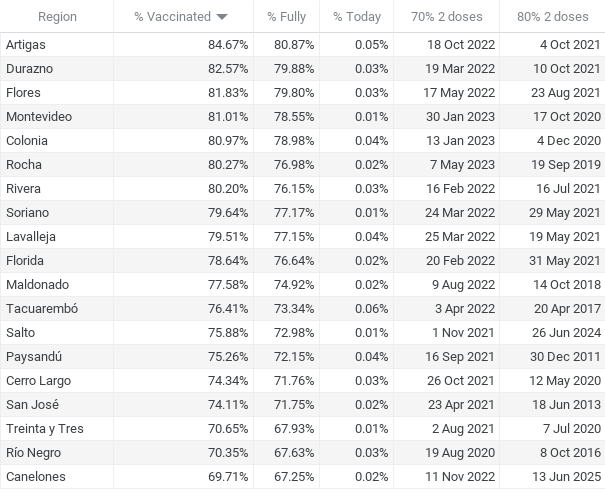 Region % Vaccinated % Fully % Today 70% 2 doses 80% 2 doses
Artigas 84.67% 80.87% 0.05% 18 Oct 2022 4 Oct 2021
Durazno 82.57% 79.88% 0.03% 19 Mar 2022 10 Oct 2021
Flores 81.83% 79.80% 0.03% 17 May 2022 23 Aug 2021
Montevideo 81.01% 78.55% 0.01% 30 Jan 2023 17 Oct 2020
Colonia 80.97% 78.98% 0.04% 13 Jan 2023 4 Dec 2020
Rocha 80.27% 76.98% 0.02% 7 May 2023 19 Sep 2019
Rivera 80.20% 76.15% 0.03% 16 Feb 2022 16 Jul 2021
Soriano 79.64% 77.17% 0.01% 24 Mar 2022 29 May 2021
Lavalleja 79.51% 77.15% 0.04% 25 Mar 2022 19 May 2021
Florida 78.64% 76.64% 0.02% 20 Feb 2022 31 May 2021
Maldonado 77.58% 74.92% 0.02% 9 Aug 2022 14 Oct 2018
Tacuarembó 76.41% 73.34% 0.06% 3 Apr 2022 20 Apr 2017
Salto 75.88% 72.98% 0.01% 1 Nov 2021 26 Jun 2024
Paysandú 75.26% 72.15% 0.04% 16 Sep 2021 30 Dec 2011
Cerro Largo 74.34% 71.76% 0.03% 26 Oct 2021 12 May 2020
San José 74.11% 71.75% 0.02% 23 Apr 2021 18 Jun 2013
Treinta y Tres 70.65% 67.93% 0.01% 2 Aug 2021 7 Jul 2020
Río Negro 70.35% 67.63% 0.03% 19 Aug 2020 8 Oct 2016
Canelones 69.71% 67.25% 0.02% 11 Nov 2022 13 Jun 2025